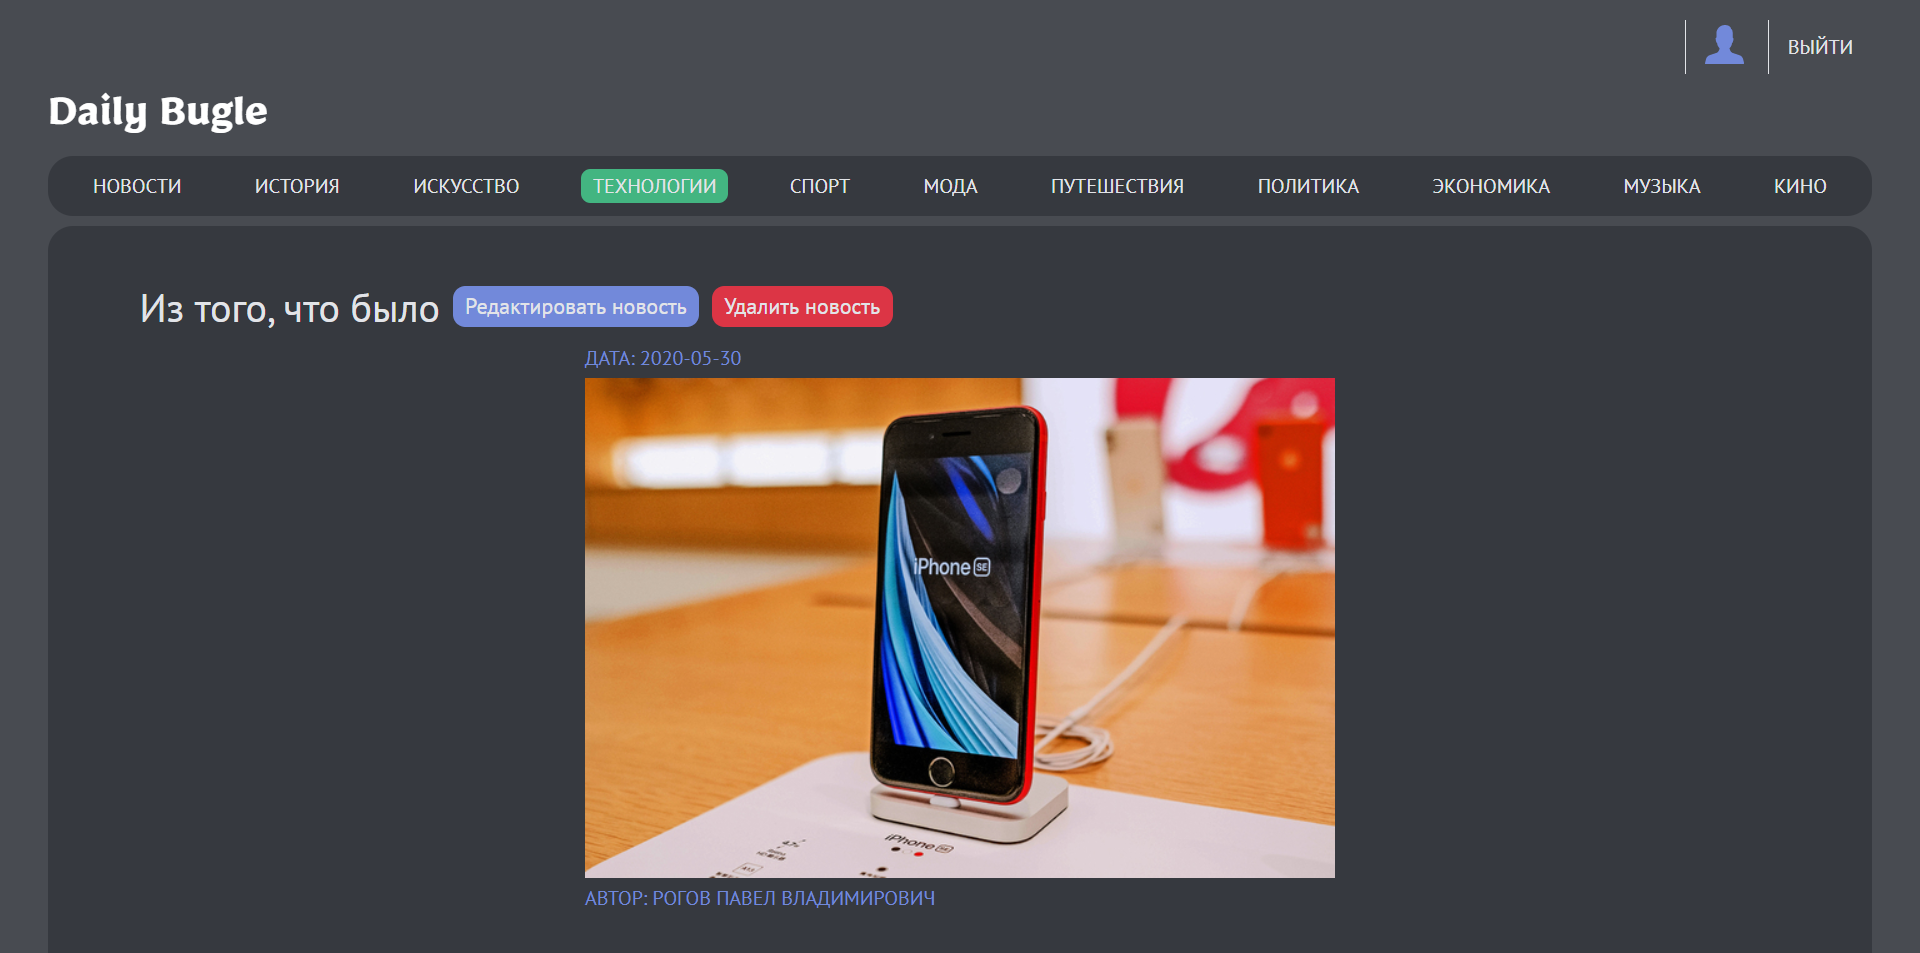 ВЫЙТИ
Daily Bugle
НОВОСТИ ИСТОРИЯ ИСКУССТВО ТЕХНОЛОГИИ СПОРТ МОДА ПУТЕШЕСТВИЯ ПОЛИТИКА ЭКОНОМИКА МУЗЫКА КИНО
Из того, что было Редактировать новость Удалить новость
ДАТА: 2020-05-30
iPhone SE
iPhone SE
АВТОР: РОГОВ ПАВЕЛ ВЛАДИМИРОВИЧ